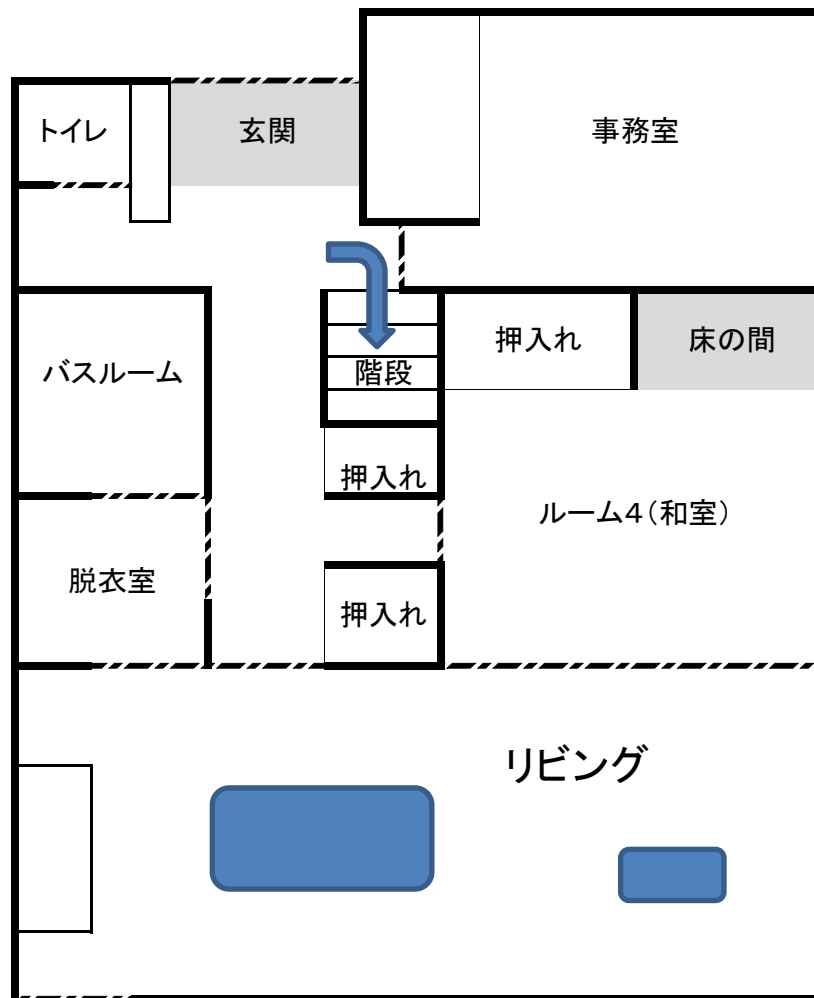 トイレ
玄関
事務室
バスルーム
階段
押入れ
床の間
押入れ
ルーム4(和室)
脱衣室
押入れ
リビング